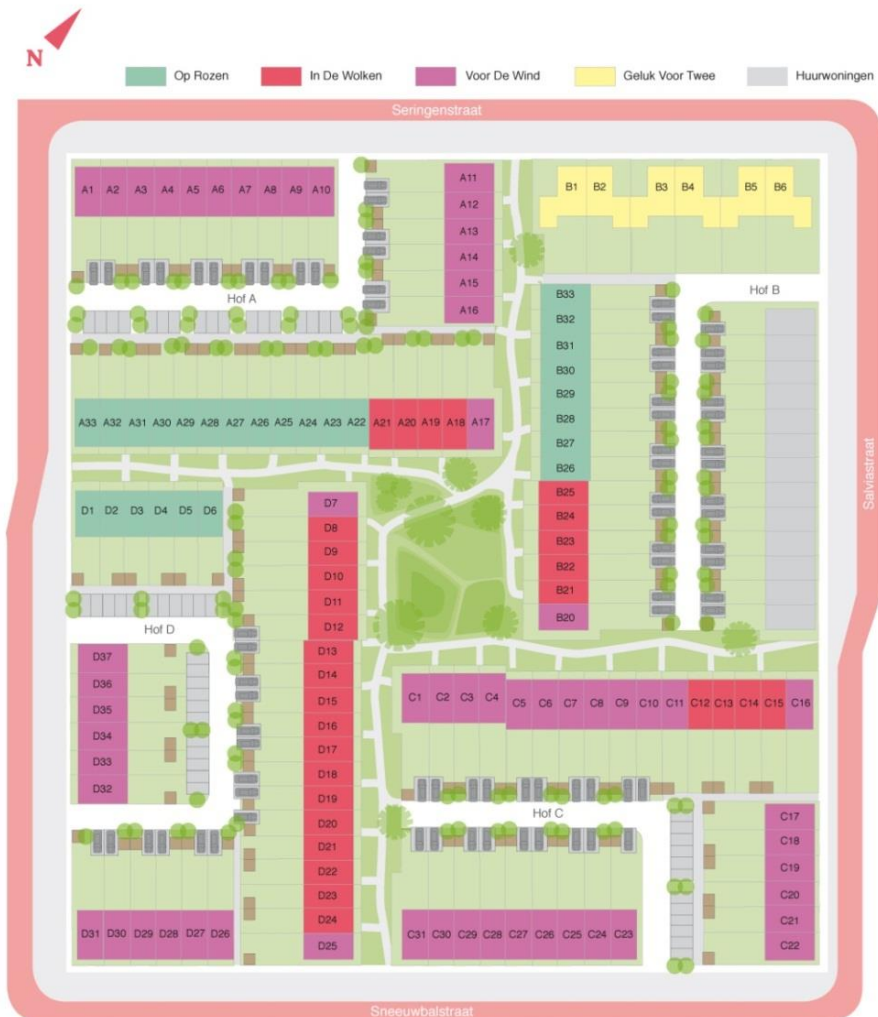 N
Op Rozen In De Wolken Voor De Wind Geluk Voor Twee Huurwoningen
Seringenstraat
A1 A2 A3 A4 A5 A6 A7 A8 A9 A10
A11
A12
A13
A14
A15
A16
B1 B2 B3 B4 B5 B6
Hof A
Hof B
B33
B32
B31
B30
B29
B28
B27
B26
B25
B24
B23
B22
B21
B20
Salviastraat
A33 A32 A31 A30 A29 A28 A27 A26 A25 A24 A23 A22 A21 A20 A19 A18 A17
D1 D2 D3 D4 D5 D6
D7
D8
D9
D10
D11
D12
D13
D14
D15
D16
D17
D18
D19
D20
D21
D22
D23
D24
D25
Hof D
D37
D36
D35
D34
D33
D32
C1 C2 C3 C4 C5 C6 C7 C8 C9 C10 C11 C12 C13 C14 C15 C16
Hof C
C17
C18
C19
C20
C21
C22
D31 D30 D29 D28 D27 D26
C31 C30 C29 C28 C27 C26 C25 C24 C23
Sneeuwbalstraat